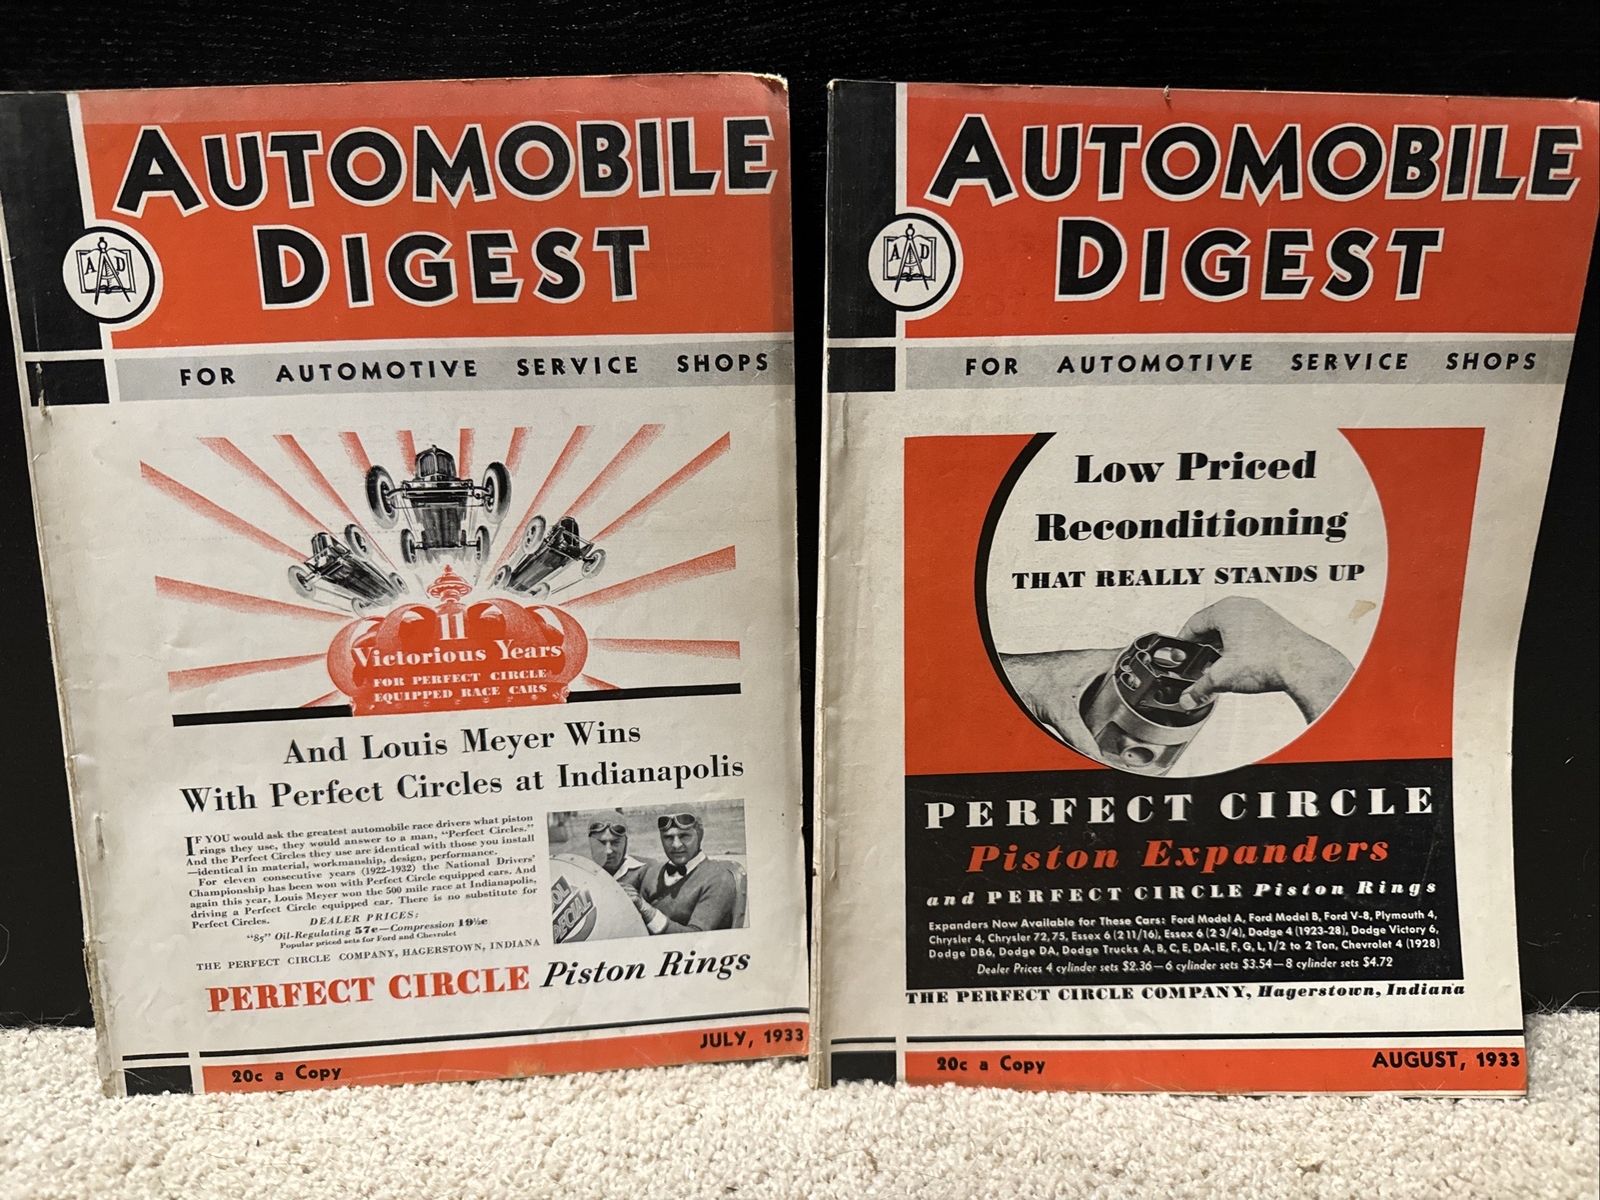 AUTOMOBILE
DIGEST
A D
FOR AUTOMOTIVE SERVICE SHOPS
11
Victorious Years
FOR PERFECT CIRCLE
EQUIPPED RACE CARS
And Louis Meyer Wins
With Perfect Circles at Indianapolis
IF YOU would ask the greatest automobile race drivers what piston
rings they use, they would answer to a man, "Perfect Circles."
And the Perfect Circles they use are identical with those you install
—identical in material, workmanship, design, performance.
For eleven consecutive years (1922-1932) the National Drivers'
Championship has been won with Perfect Circle equipped cars. And
again this year, Louis Meyer won the 500 mile race at Indianapolis,
driving a Perfect Circle equipped car. There is no substitute for
Perfect Circles.
DEALER PRICES:
"85" Oil-Regulating 57c—Compression 19½c
Popular priced sets for Ford and Chevrolet
THE PERFECT CIRCLE COMPANY, HAGERSTOWN, INDIANA
PERFECT CIRCLE Piston Rings
JULY, 1933
20c a Copy
AUTOMOBILE
DIGEST
A D
FOR AUTOMOTIVE SERVICE SHOPS
Low Priced
Reconditioning
THAT REALLY STANDS UP
PERFECT CIRCLE
Piston Expanders
and PERFECT CIRCLE Piston Rings
Expanders Now Available for These Cars: Ford Model A, Ford Model B, Ford V-8, Plymouth 4,
Chrysler 4, Chrysler 72, 75, Essex 6 (2 11/16), Essex 6 (2 3/4), Dodge 4 (1923-28), Dodge Victory 6,
Dodge DB6, Dodge DA, Dodge Trucks A, B, C, E, DA-IE, F, G, L, 1/2 to 2 Ton, Chevrolet 4 (1928)
Dealer Prices 4 cylinder sets $2.36—6 cylinder sets $3.54—8 cylinder sets $4.72
THE PERFECT CIRCLE COMPANY, Hagerstown, Indiana
20c a Copy
AUGUST, 1933